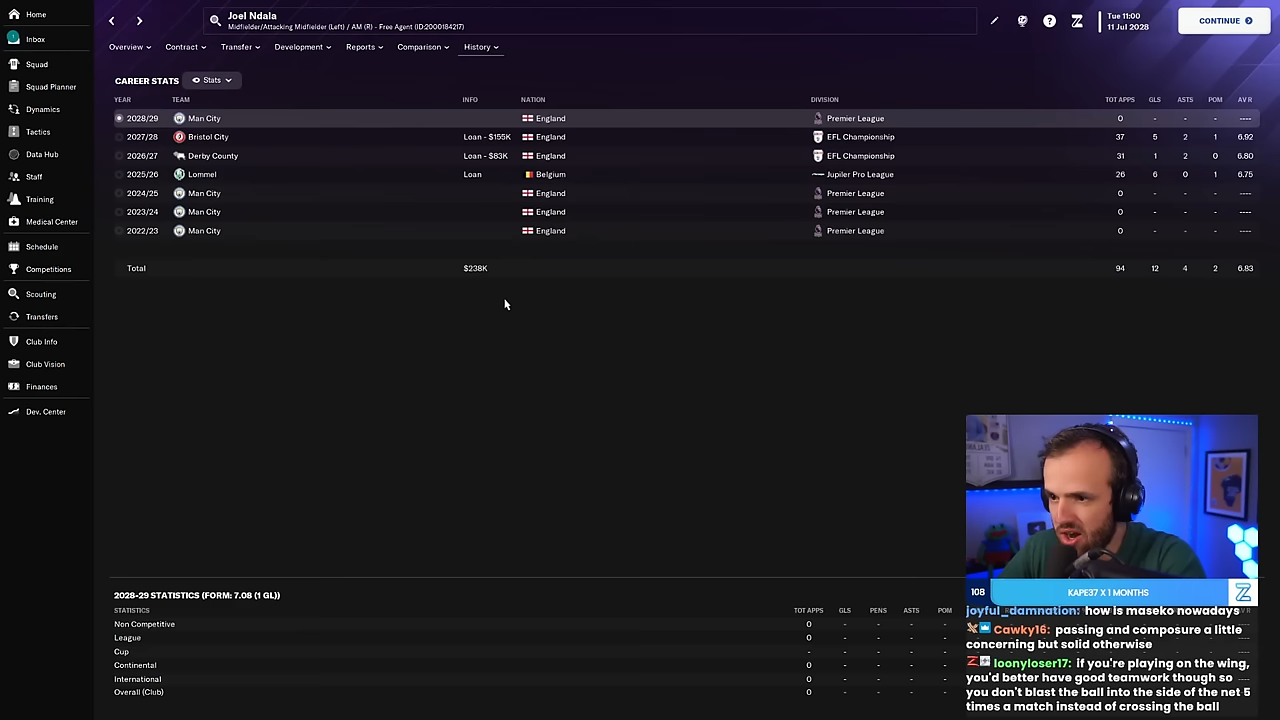 Home
Inbox
Squad
Squad Planner
Dynamics
Tactics
Data Hub
Staff
Training
Medical Center
Schedule
Competitions
Scouting
Transfers
Club Info
Club Vision
Finances
Dev. Center
Joel Ndala
Midfielder/Attacking Midfielder (Left) / AM (R) - Free Agent (ID:2000184217)
Tue 11:00
11 Jul 2028
CONTINUE
Overview Contract Transfer Development Reports Comparison History
CAREER STATS Stats
YEAR TEAM INFO NATION DIVISION TOT APPS GLS ASTS POM AV R
2028/29 Man City England Premier League 0 - - - ----
2027/28 Bristol City Loan - $155K England EFL Championship 37 5 2 1 6.92
2026/27 Derby County Loan - $83K England EFL Championship 31 1 2 0 6.80
2025/26 Lommel Loan Belgium Jupiler Pro League 26 6 0 1 6.75
2024/25 Man City England Premier League 0 - - - ----
2023/24 Man City England Premier League 0 - - - ----
2022/23 Man City England Premier League 0 - - - ----
Total $238K 94 12 4 2 6.83
2028-29 STATISTICS (FORM: 7.08 (1 GL))
STATISTICS TOT APPS GLS PENS ASTS POM
Non Competitive 0 - - - -
League 0 - - - -
Cup - - - - -
Continental 0 - - - -
International 0 - - - -
Overall (Club) 0 - - - -
108 KAPE37 X 1 MONTHS
joyful_damnation: how is maseko nowadays
Cawky16: passing and composure a little
concerning but solid otherwise
loonyloser17: if you're playing on the wing,
you'd better have good teamwork though so
you don't blast the ball into the side of the net 5
times a match instead of crossing the ball